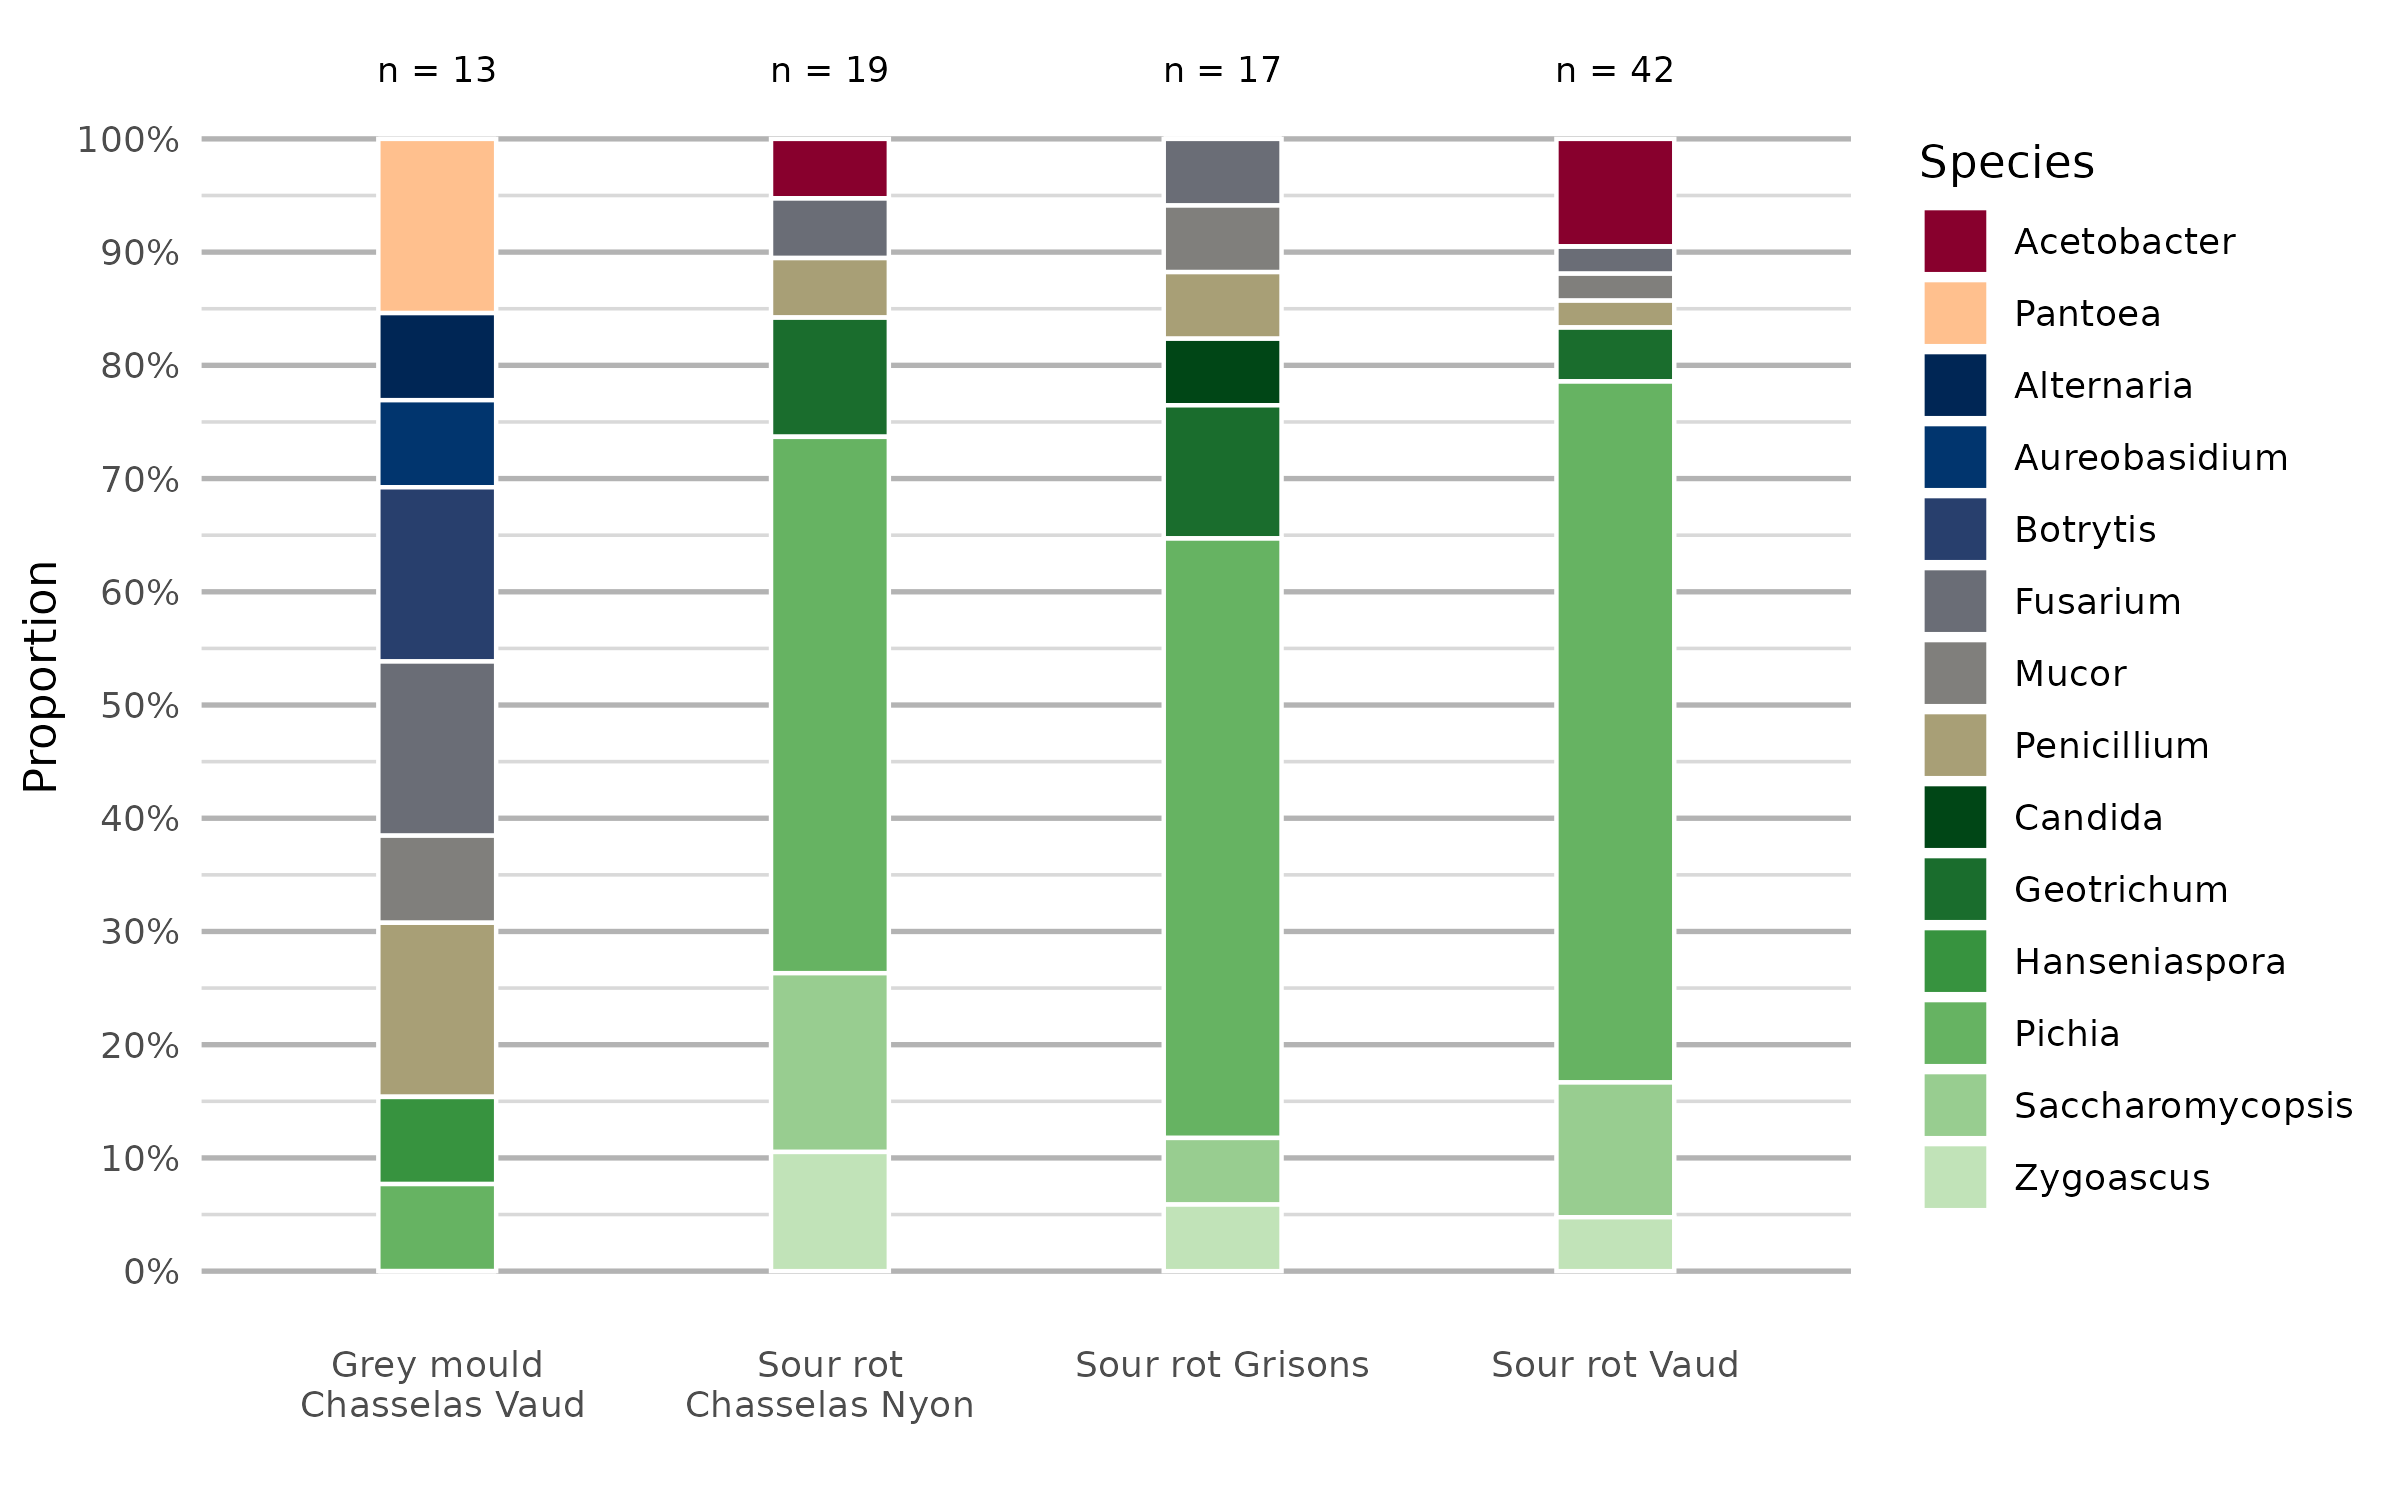 n = 13
n = 19
n = 17
n = 42
100%
90%
80%
70%
60%
50%
40%
30%
20%
10%
0%
Proportion
Grey mould
Chasselas Vaud
Sour rot
Chasselas Nyon
Sour rot Grisons
Sour rot Vaud
Species
Acetobacter
Pantoea
Alternaria
Aureobasidium
Botrytis
Fusarium
Mucor
Penicillium
Candida
Geotrichum
Hanseniaspora
Pichia
Saccharomycopsis
Zygoascus